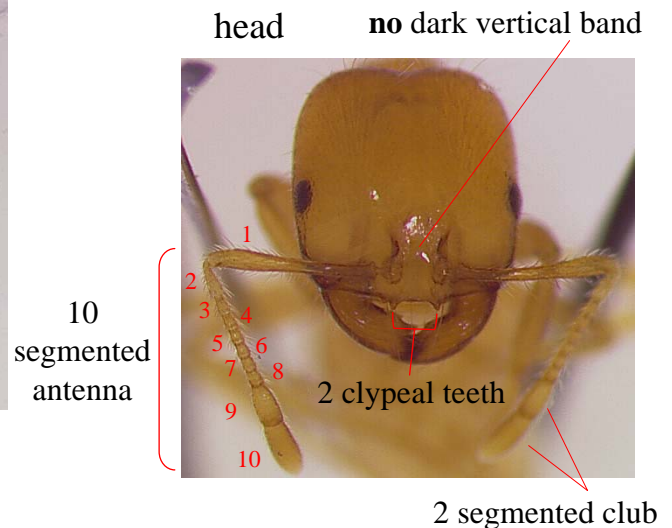 head
no dark vertical band
1
2
3
4
5
6
7
8
9
10
10
segmented
antenna
2 clypeal teeth
2 segmented club